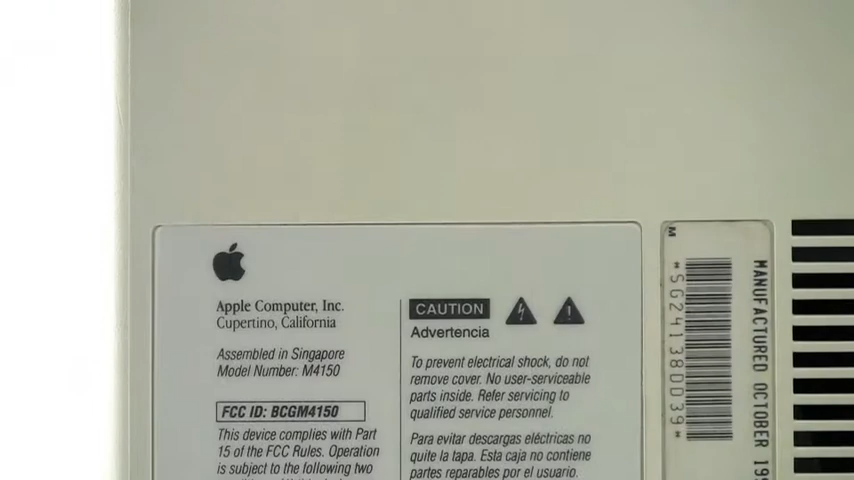 Apple Computer, Inc.
Cupertino, California
Assembled in Singapore
Model Number: M4150
FCC ID: BCGM4150
This device complies with Part
15 of the FCC Rules. Operation
is subject to the following two
CAUTION
Advertencia
To prevent electrical shock, do not
remove cover. No user-serviceable
parts inside. Refer servicing to
qualified service personnel.
Para evitar descargas eléctricas no
quite la tapa. Esta caja no contiene
partes reparables por el usuario.
M
*SG24138DD39*
MANUFACTURED OCTOBER